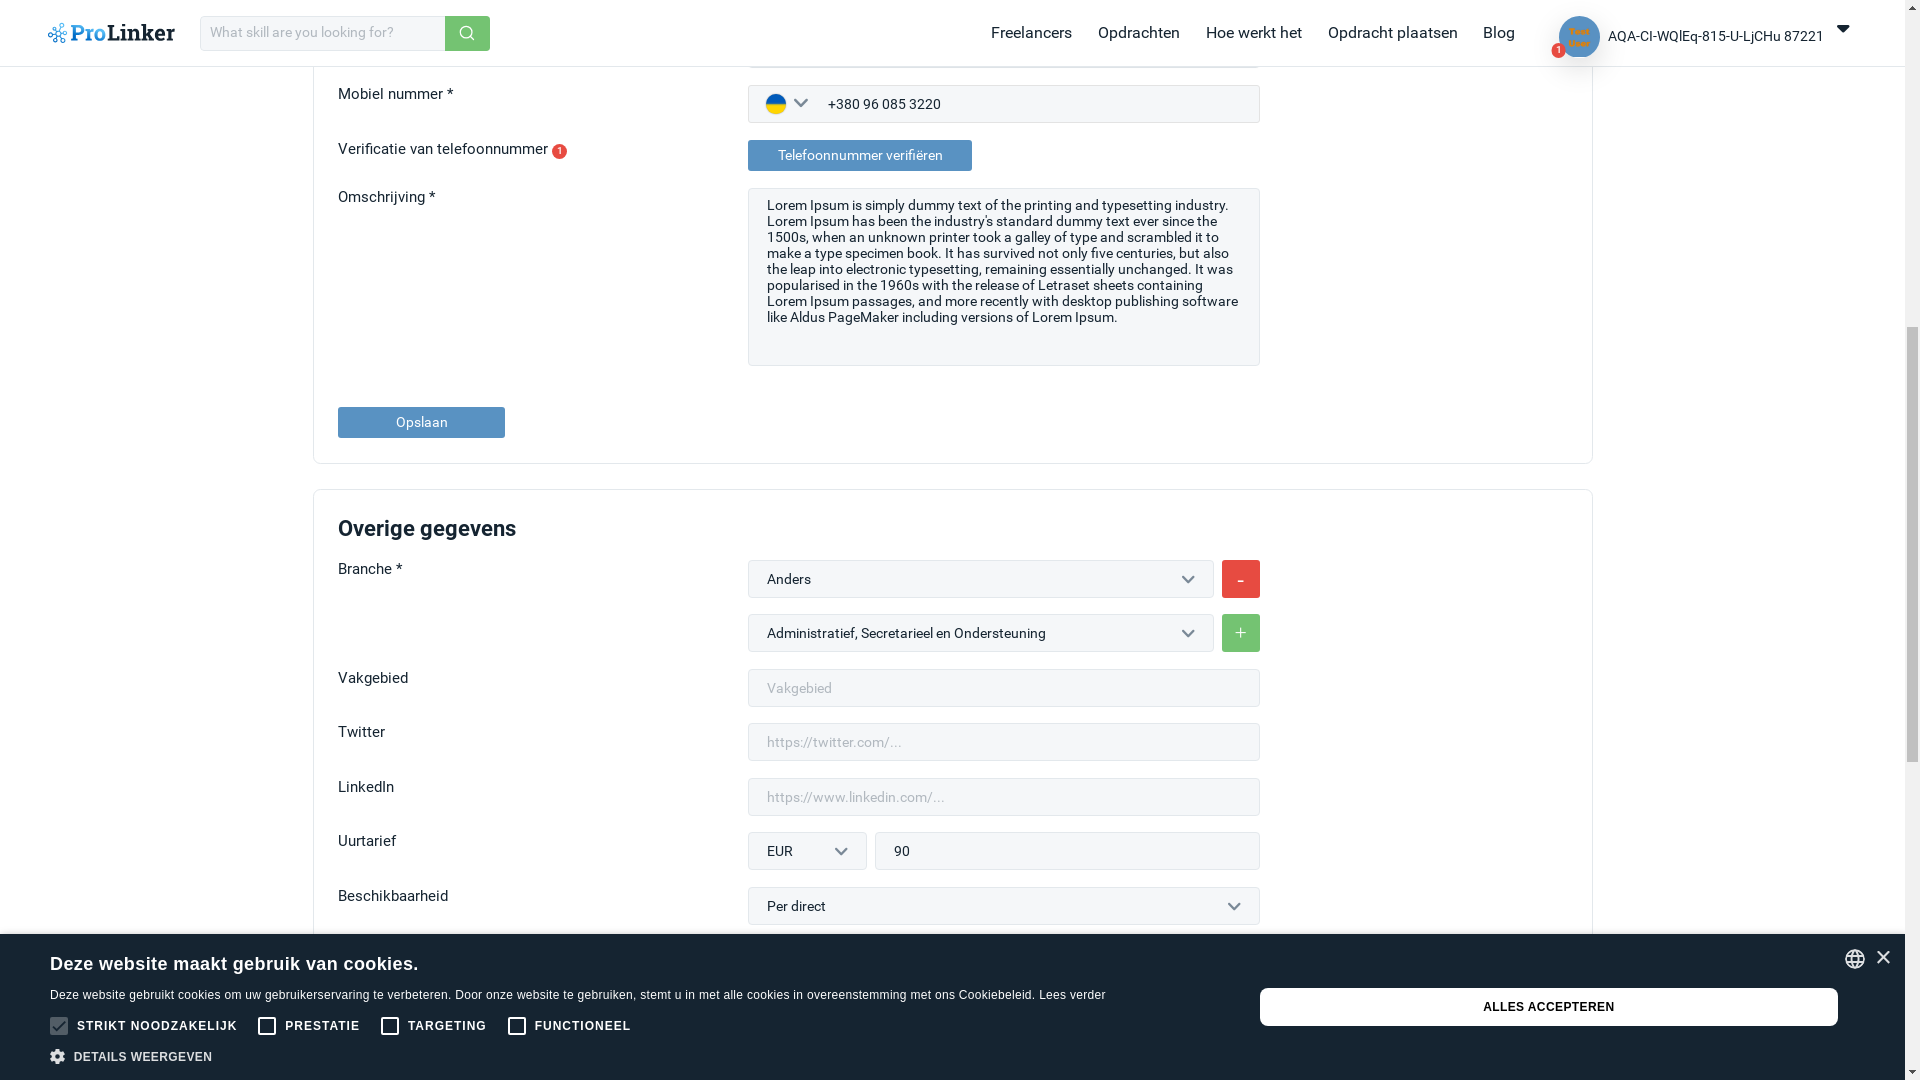 ProLinker
What skill are you looking for?
Freelancers
Opdrachten
Hoe werkt het
Opdracht plaatsen
Blog
Test
User
1
AQA-CI-WQlEq-815-U-LjCHu 87221
Mobiel nummer *
+380 96 085 3220
Verificatie van telefoonnummer 1
Telefoonnummer verifiëren
Omschrijving *
Lorem Ipsum is simply dummy text of the printing and typesetting industry.
Lorem Ipsum has been the industry's standard dummy text ever since the
1500s, when an unknown printer took a galley of type and scrambled it to
make a type specimen book. It has survived not only five centuries, but also
the leap into electronic typesetting, remaining essentially unchanged. It was
popularised in the 1960s with the release of Letraset sheets containing
Lorem Ipsum passages, and more recently with desktop publishing software
like Aldus PageMaker including versions of Lorem Ipsum.
Opslaan
Overige gegevens
Branche *
Anders
-
Administratief, Secretarieel en Ondersteuning
+
Vakgebied
Vakgebied
Twitter
https://twitter.com/...
LinkedIn
https://www.linkedin.com/...
Uurtarief
EUR
90
Beschikbaarheid
Per direct
Deze website maakt gebruik van cookies.
×
Deze website gebruikt cookies om uw gebruikerservaring te verbeteren. Door onze website te gebruiken, stemt u in met alle cookies in overeenstemming met ons Cookiebeleid. Lees verder
ALLES ACCEPTEREN
STRIKT NOODZAKELIJK
PRESTATIE
TARGETING
FUNCTIONEEL
DETAILS WEERGEVEN